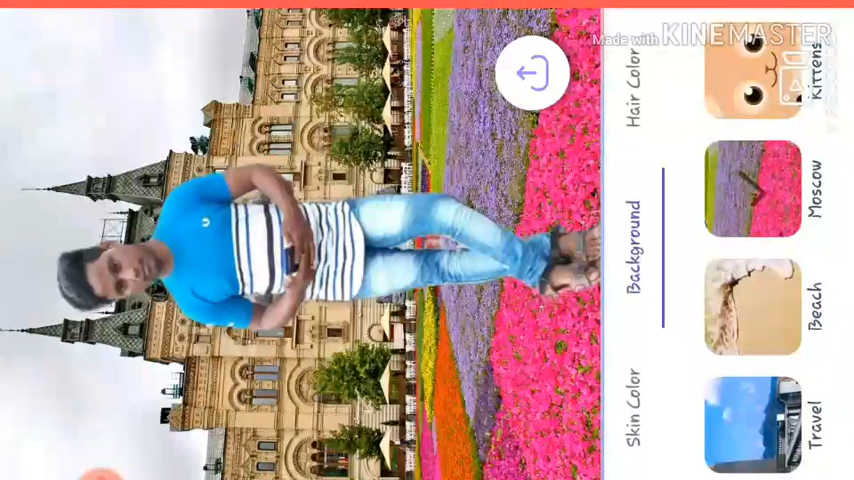 Made with KINEMASTER
Hair Color
Background
Skin Color
Kittens
Moscow
Beach
Travel